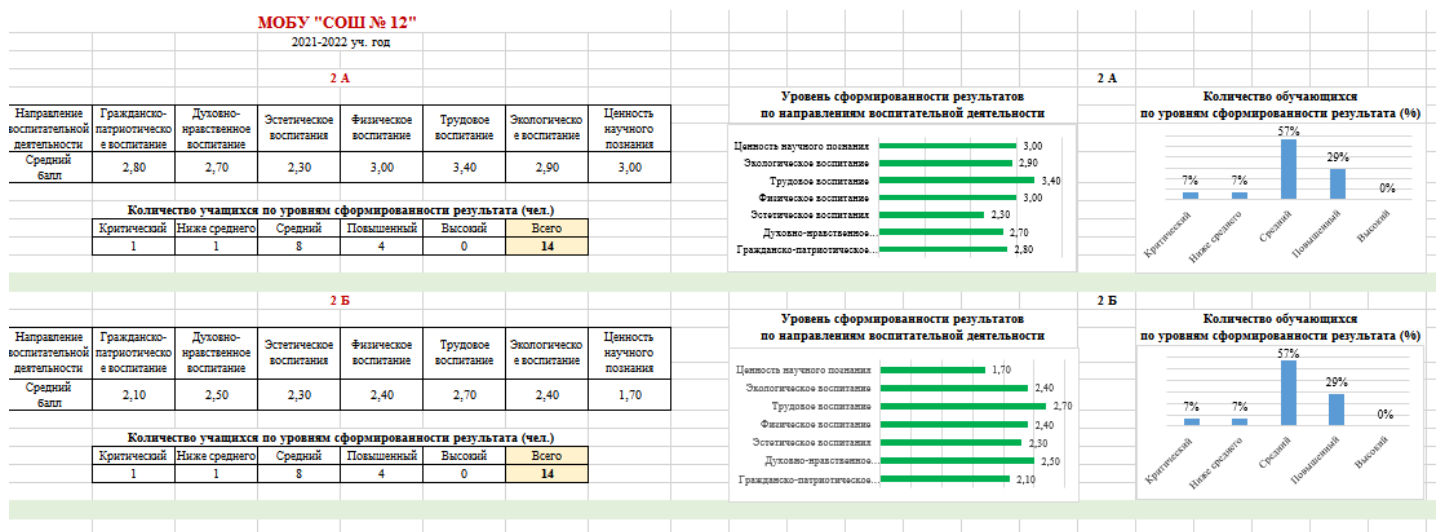 МОБУ "СОШ № 12"
2021-2022 уч. год
2 А
Направление воспитательной деятельности
Гражданско-патриотическое воспитание
Духовно-нравственное воспитание
Эстетическое воспитания
Физическое воспитание
Трудовое воспитание
Экологическое воспитание
Ценность научного познания
Средний балл 2,80 2,70 2,30 3,00 3,40 2,90 3,00
Количество учащихся по уровням сформированности результата (чел.)
Критический Ниже среднего Средний Повышенный Высокий Всего
1 1 8 4 0 14
2 А
Уровень сформированности результатов
по направлениям воспитательной деятельности
Ценность научного познания 3,00
Экологическое воспитание 2,90
Трудовое воспитание 3,40
Физическое воспитание 3,00
Эстетическое воспитания 2,30
Духовно-нравственное... 2,70
Гражданско-патриотическое... 2,80
Количество обучающихся
по уровням сформированности результата (%)
7% 7% 57% 29% 0%
Критический Ниже среднего Средний Повышенный Высокий
2 Б
Направление воспитательной деятельности
Гражданско-патриотическое воспитание
Духовно-нравственное воспитание
Эстетическое воспитания
Физическое воспитание
Трудовое воспитание
Экологическое воспитание
Ценность научного познания
Средний балл 2,10 2,50 2,30 2,40 2,70 2,40 1,70
Количество учащихся по уровням сформированности результата (чел.)
Критический Ниже среднего Средний Повышенный Высокий Всего
1 1 8 4 0 14
2 Б
Уровень сформированности результатов
по направлениям воспитательной деятельности
Ценность научного познания 1,70
Экологическое воспитание 2,40
Трудовое воспитание 2,70
Физическое воспитание 2,40
Эстетическое воспитания 2,30
Духовно-нравственное... 2,50
Гражданско-патриотическое... 2,10
Количество обучающихся
по уровням сформированности результата (%)
7% 7% 57% 29% 0%
Критический Ниже среднего Средний Повышенный Высокий